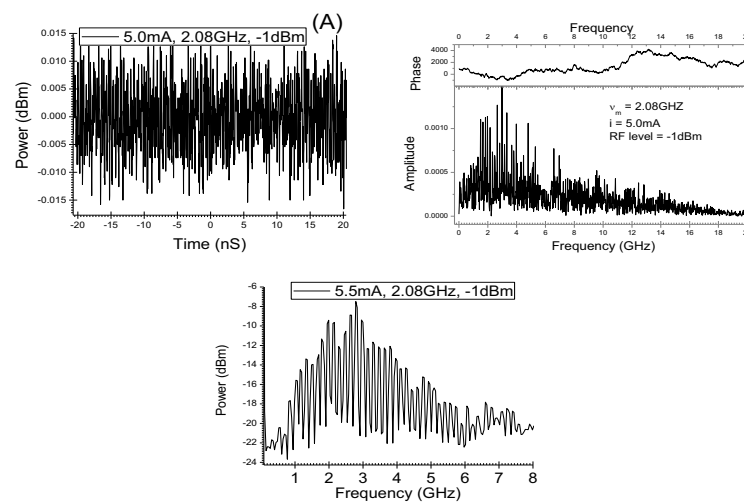 (A)
5.0mA, 2.08GHz, -1dBm
0.015
0.010
0.005
0.000
-0.005
-0.010
-0.015
Power (dBm)
-20 -15 -10 -5 0 5 10 15 20
Time (nS)
Frequency
0 2 4 6 8 10 12 14 16 18
4000
2000
0
Phase
ν_m = 2.08GHZ
i = 5.0mA
RF level = -1dBm
0.0010
0.0005
0.0000
Amplitude
0 2 4 6 8 10 12 14 16 18
Frequency (GHz)
5.5mA, 2.08GHz, -1dBm
-6
-8
-10
-12
-14
-16
-18
-20
-22
-24
Power (dBm)
1 2 3 4 5 6 7 8
Frequency (GHz)